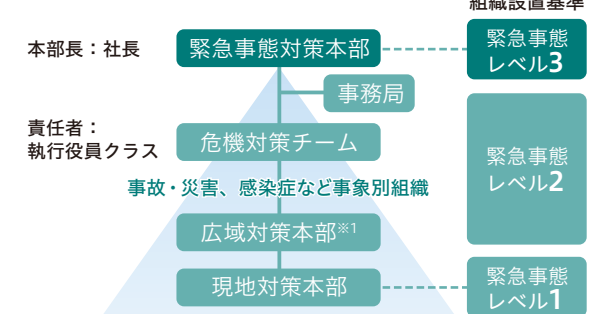 組織設置基準
本部長：社長
緊急事態対策本部
緊急事態
レベル3
事務局
責任者：
執行役員クラス
危機対策チーム
緊急事態
レベル2
事故・災害、感染症など事象別組織
広域対策本部※1
現地対策本部
緊急事態
レベル1